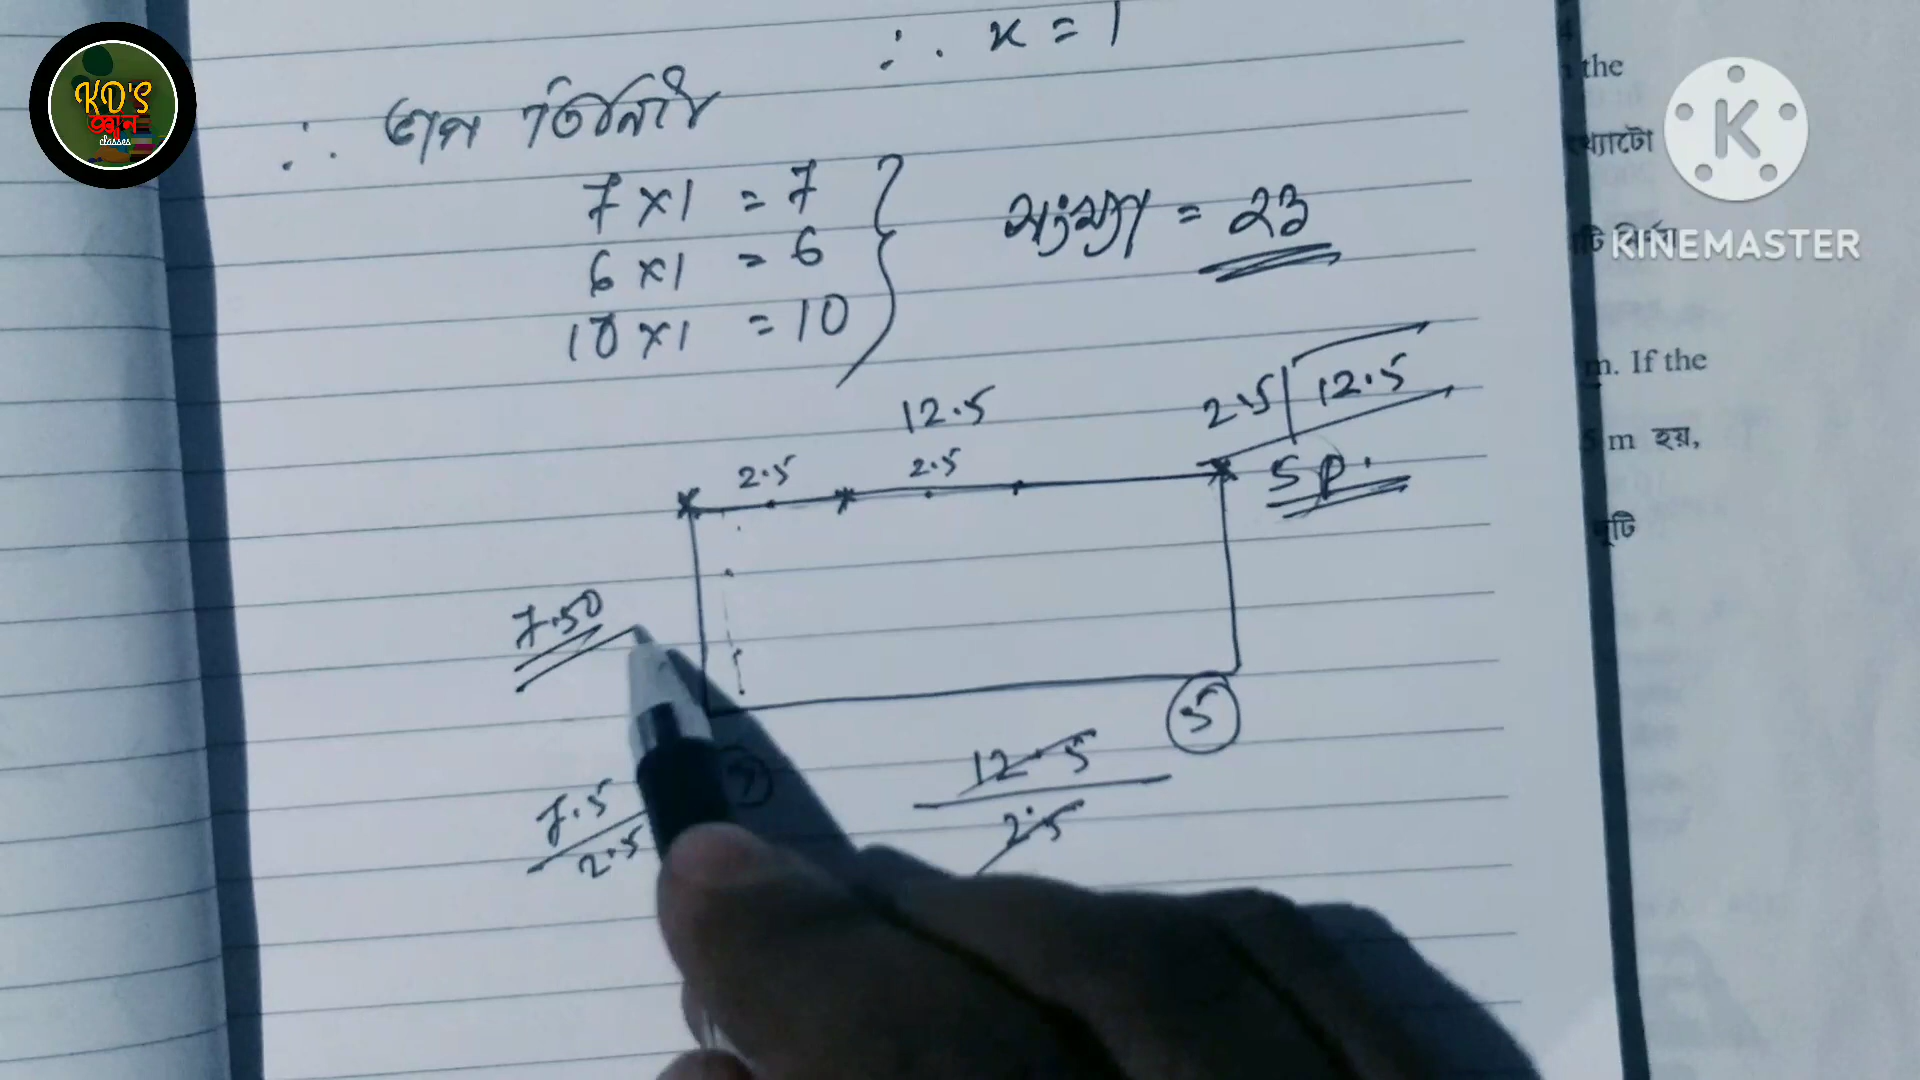 KD'S
জ্ঞান
classes
K
KINEMASTER
∴ x = 1
∴
7 x 1 = 7
6 x 1 = 6
10 x 1 = 10
সংখ্যা = 23
12.5
2.5
2.5
2.5 | 12.5
5 P.
7.50
7.5
2.5
12.5
2.5
5
the
m. If the
5 m হয়,